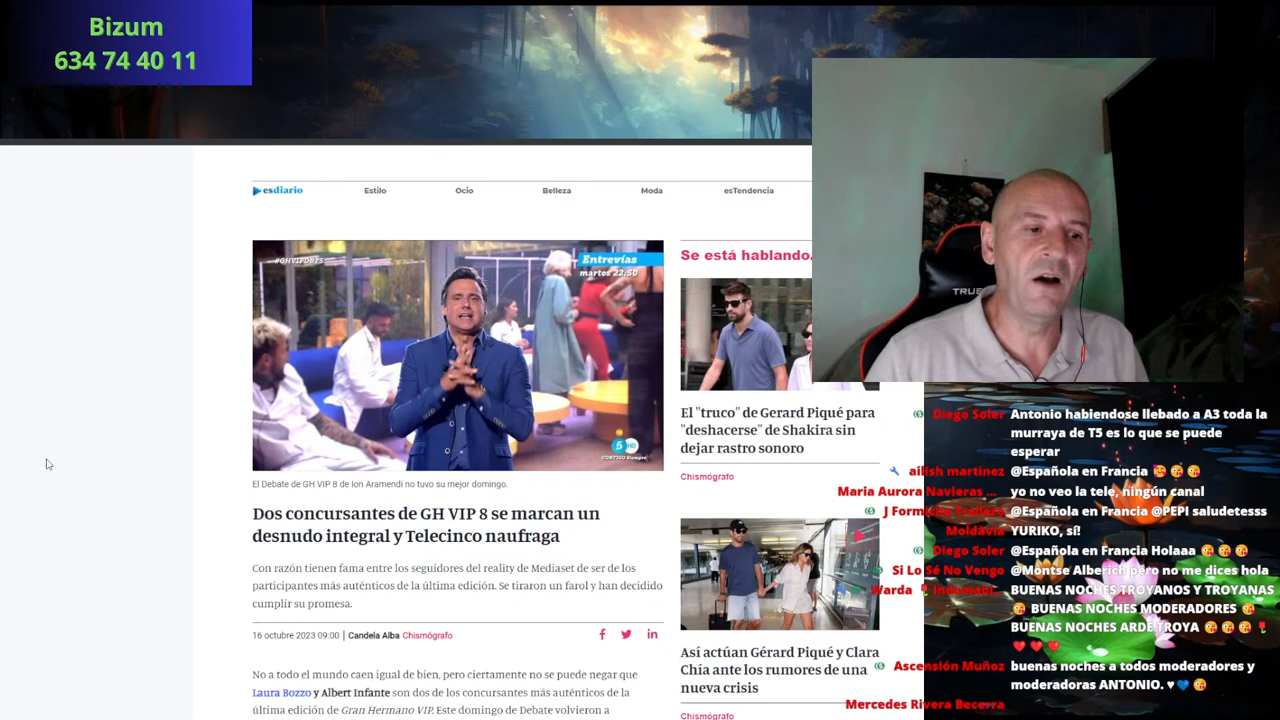 Bizum
634 74 40 11
esdiario
Estilo
Ocio
Belleza
Moda
esTendencia
#GHVIPDB7S
Entrevías
martes 22:50
5 HD
CONTIGO Siempre
El Debate de GH VIP 8 de Ion Aramendi no tuvo su mejor domingo.
Dos concursantes de GH VIP 8 se marcan un
desnudo integral y Telecinco naufraga
Con razón tienen fama entre los seguidores del reality de Mediaset de ser de los
participantes más auténticos de la última edición. Se tiraron un farol y han decidido
cumplir su promesa.
16 octubre 2023 09:00 | Candela Alba Chismógrafo
No a todo el mundo caen igual de bien, pero ciertamente no se puede negar que
Laura Bozzo y Albert Infante son dos de los concursantes más auténticos de la
última edición de Gran Hermano VIP. Este domingo de Debate volvieron a
Se está hablando.
El "truco" de Gerard Piqué para
"deshacerse" de Shakira sin
dejar rastro sonoro
Chismógrafo
Así actúan Gérard Piqué y Clara
Chía ante los rumores de una
nueva crisis
Chismógrafo
TRUE
Diego Soler Antonio habiendose llebado a A3 toda la
murraya de T5 es lo que se puede
esperar
ailish martinez @Española en Francia
Maria Aurora Navieras ... yo no veo la tele, ningún canal
J Formicha Trallero @Española en Francia @PEPI saludetesss
Moldavia YURIKO, sí!
Diego Soler @Española en Francia Holaaa
Si Lo Sé No Vengo @Montse Alberich pero no me dices hola
Warda BUENAS NOCHES TROYANOS Y TROYANAS
BUENAS NOCHES MODERADORES
BUENAS NOCHES ARDE TROYA
Ascensión Muñoz buenas noches a todos moderadores y
moderadoras ANTONIO.
Mercedes Rivera Becerra